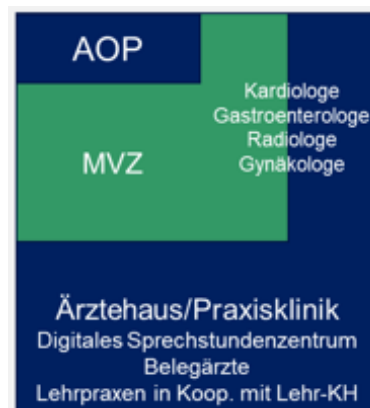 AOP
Kardiologe
Gastroenterologe
Radiologe
Gynäkologe
MVZ
Ärztehaus/Praxisklinik
Digitales Sprechstundenzentrum
Belegärzte
Lehrpraxen in Koop. mit Lehr-KH